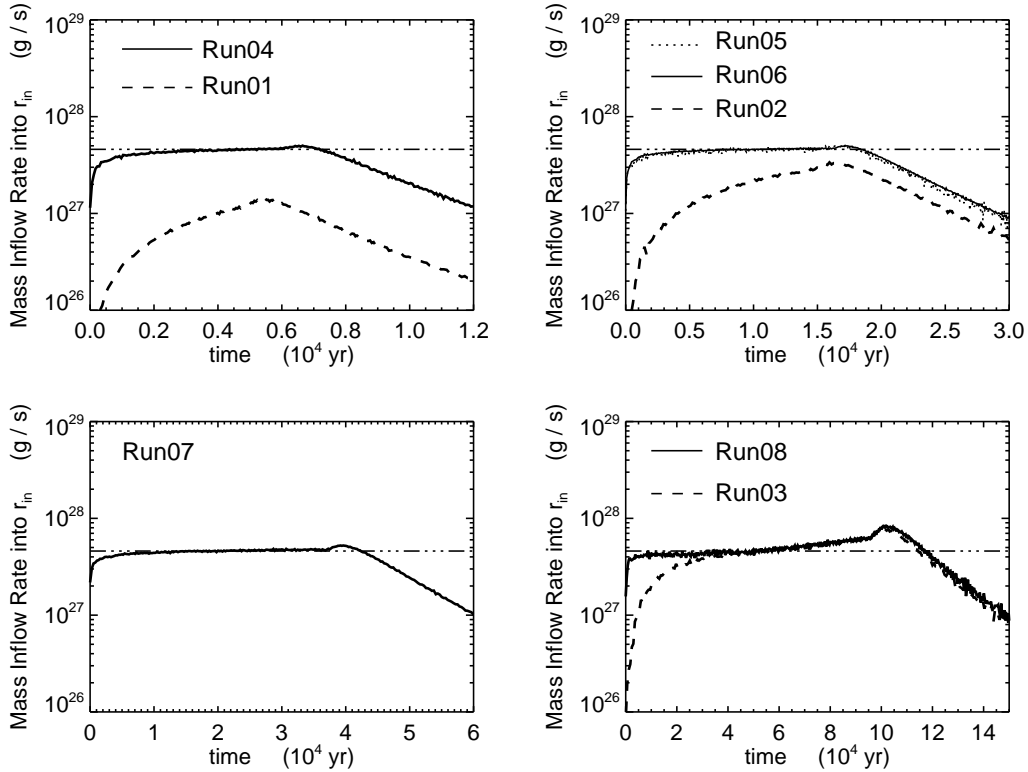 Mass Inflow Rate into r_in (g / s)
10^29
10^28
10^27
10^26
Run04
Run01
0.0 0.2 0.4 0.6 0.8 1.0 1.2
time (10^4 yr)
Mass Inflow Rate into r_in (g / s)
10^29
10^28
10^27
10^26
Run05
Run06
Run02
0.0 0.5 1.0 1.5 2.0 2.5 3.0
time (10^4 yr)
Mass Inflow Rate into r_in (g / s)
10^29
10^28
10^27
10^26
Run07
0 1 2 3 4 5 6
time (10^4 yr)
Mass Inflow Rate into r_in (g / s)
10^29
10^28
10^27
10^26
Run08
Run03
0 2 4 6 8 10 12 14
time (10^4 yr)